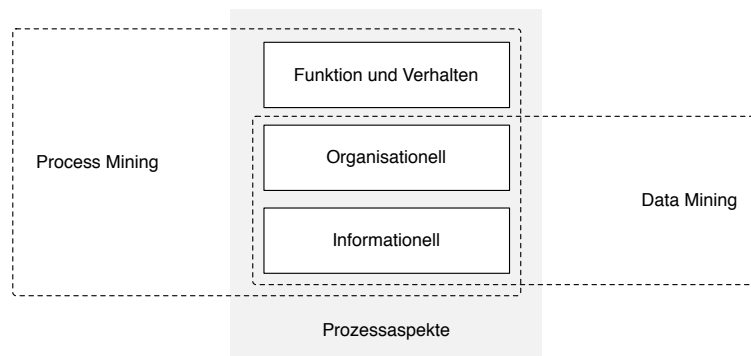 Funktion und Verhalten
Process Mining
Organisationell
Data Mining
Informationell
Prozessaspekte